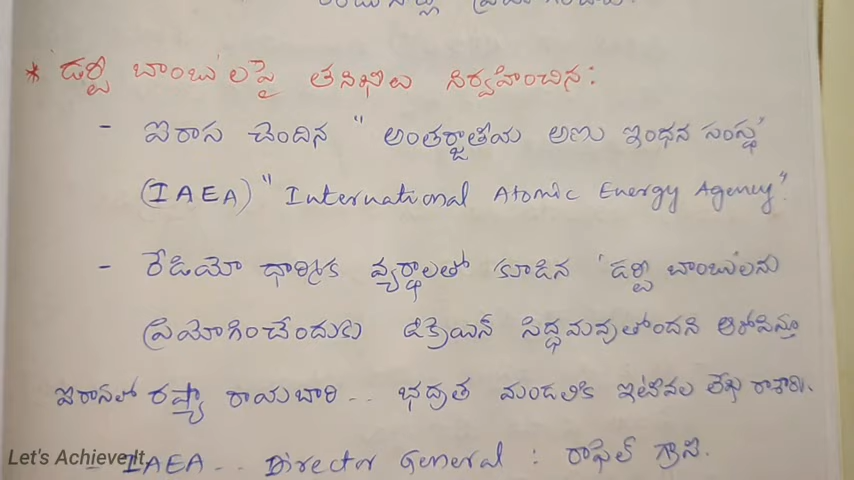 * 'డర్టీ బాంబు'లపై తనిఖీలు నిర్వహించిన:
- ఐరాస చెందిన "అంతర్జాతీయ అణు ఇంధన సంస్థ"
(IAEA) "International Atomic Energy Agency".
- రేడియో ధార్మిక వ్యర్థాలతో కూడిన 'డర్టీ బాంబు'లను
ప్రయోగించేందుకు ఉక్రెయిన్ సిద్ధమవుతోందని ఆరోపిస్తూ
ఐరాసలో రష్యా రాయబారి.. భద్రత మండలికి ఇటీవల లేఖ రాశారు.
- IAEA.. Director General : రాఫెల్ గ్రాసి.
Let's Achieve It